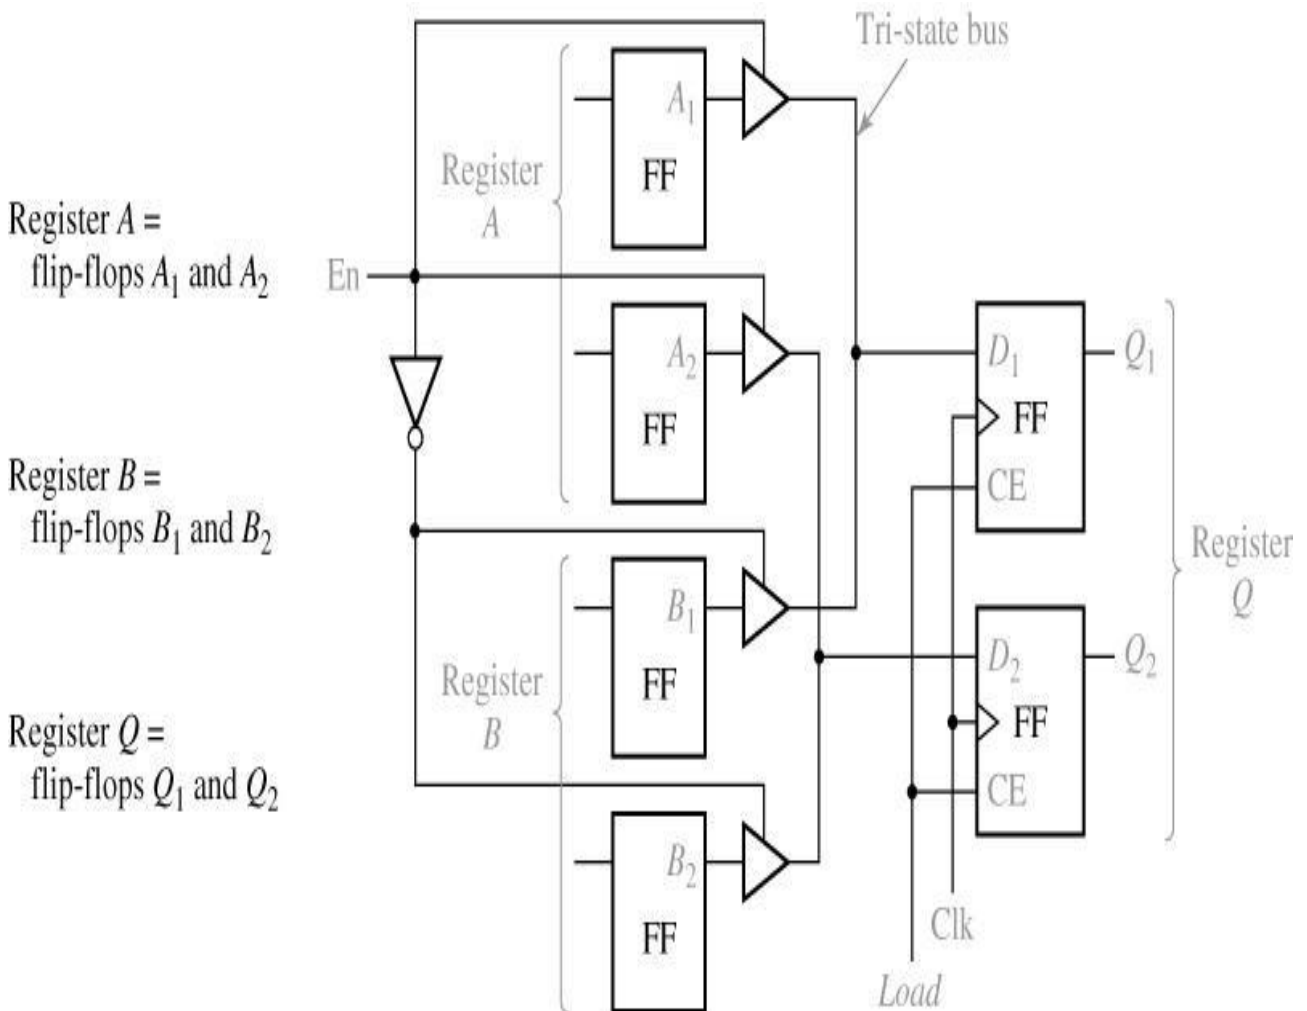 Tri-state bus
A1
FF
Register
A
Register A =
flip-flops A1 and A2
En
A2
FF
D1
Q1
FF
CE
Register B =
flip-flops B1 and B2
B1
FF
Register
B
Register
Q
D2
Q2
FF
CE
Register Q =
flip-flops Q1 and Q2
B2
FF
Clk
Load